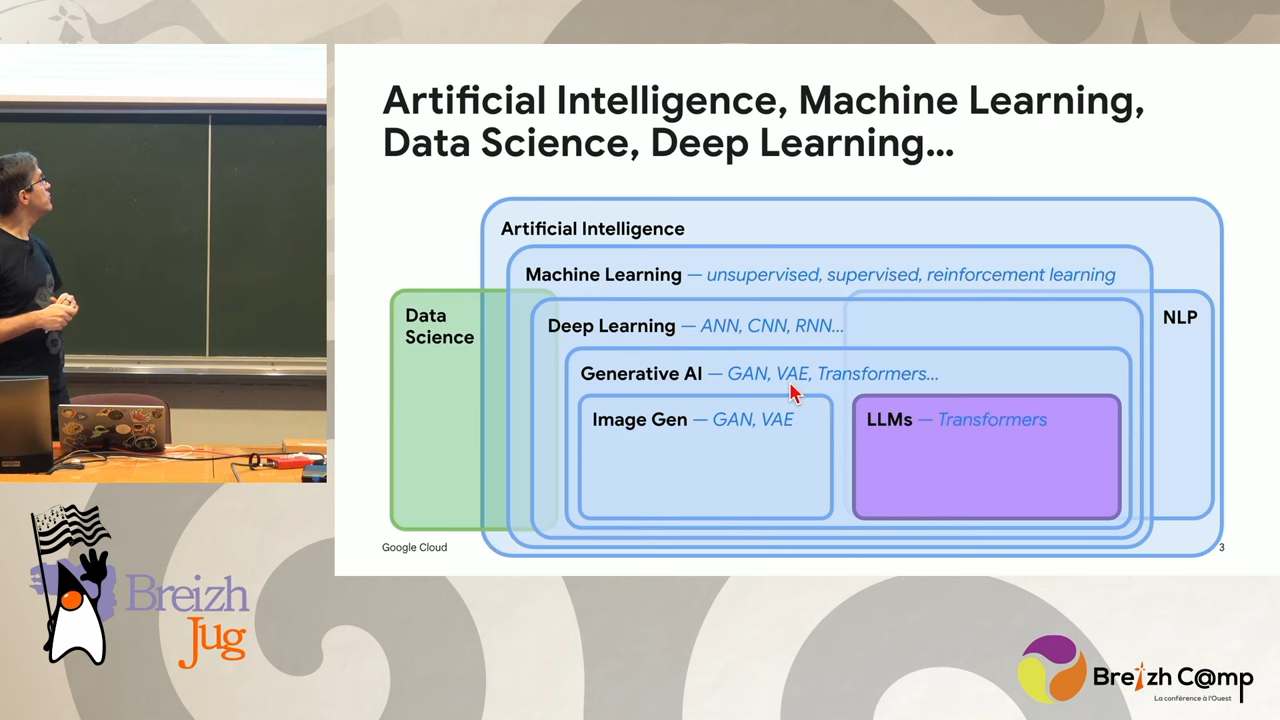 Artificial Intelligence, Machine Learning,
Data Science, Deep Learning...
Artificial Intelligence
Machine Learning — unsupervised, supervised, reinforcement learning
Data
Science
Deep Learning — ANN, CNN, RNN...
NLP
Generative AI — GAN, VAE, Transformers...
Image Gen — GAN, VAE
LLMs — Transformers
Google Cloud
3
Breizh
Jug
Breizh C@mp
La conférence à l'Ouest